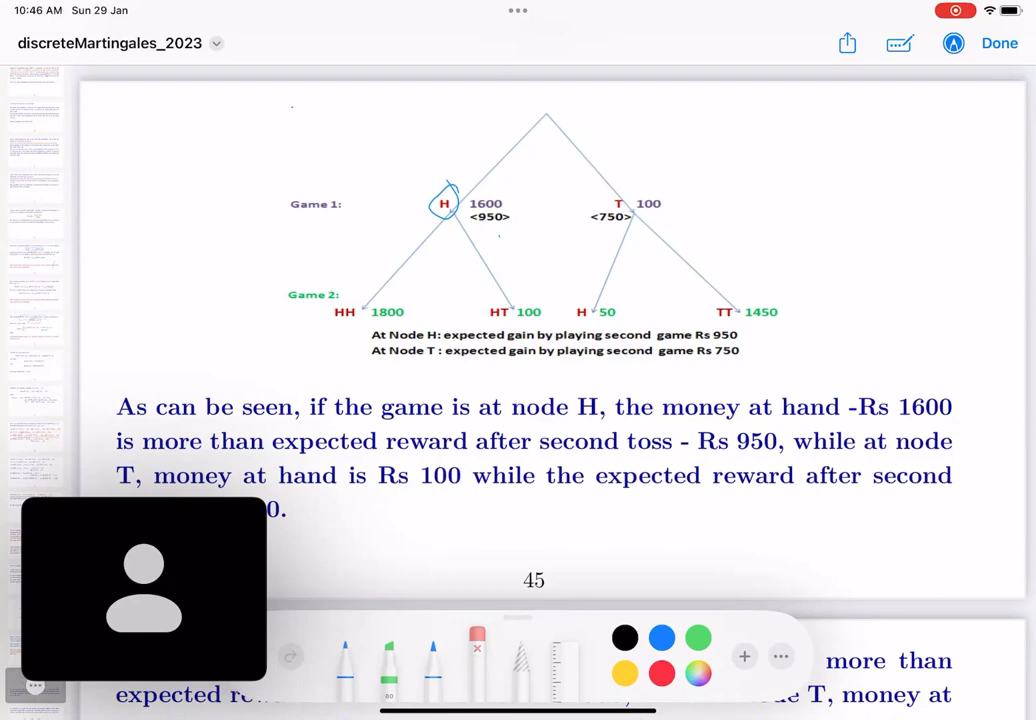 10:46 AM Sun 29 Jan
discreteMartingales_2023
Done
Game 1:
H 1600
<950>
T 100
<750>
Game 2:
HH 1800
HT 100
H 50
TT 1450
At Node H: expected gain by playing second game Rs 950
At Node T : expected gain by playing second game Rs 750
As can be seen, if the game is at node H, the money at hand -Rs 1600
is more than expected reward after second toss - Rs 950, while at node
T, money at hand is Rs 100 while the expected reward after second
0.
45
more than
expected
T, money at
80